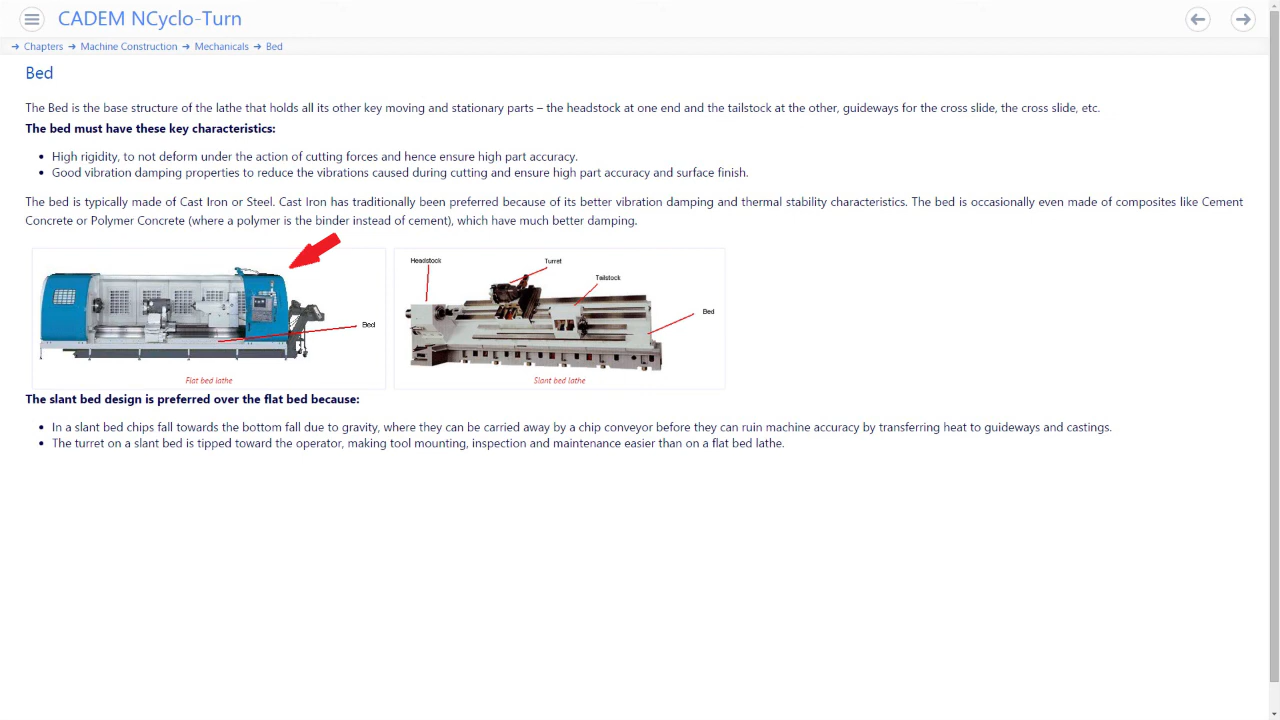 CADEM NCyclo-Turn
→ Chapters → Machine Construction → Mechanicals → Bed
Bed
The Bed is the base structure of the lathe that holds all its other key moving and stationary parts – the headstock at one end and the tailstock at the other, guideways for the cross slide, the cross slide, etc.
The bed must have these key characteristics:
• High rigidity, to not deform under the action of cutting forces and hence ensure high part accuracy.
• Good vibration damping properties to reduce the vibrations caused during cutting and ensure high part accuracy and surface finish.
The bed is typically made of Cast Iron or Steel. Cast Iron has traditionally been preferred because of its better vibration damping and thermal stability characteristics. The bed is occasionally even made of composites like Cement
Concrete or Polymer Concrete (where a polymer is the binder instead of cement), which have much better damping.
Bed
Flat bed lathe
Headstock
Turret
Tailstock
Bed
Slant bed lathe
The slant bed design is preferred over the flat bed because:
• In a slant bed chips fall towards the bottom fall due to gravity, where they can be carried away by a chip conveyor before they can ruin machine accuracy by transferring heat to guideways and castings.
• The turret on a slant bed is tipped toward the operator, making tool mounting, inspection and maintenance easier than on a flat bed lathe.